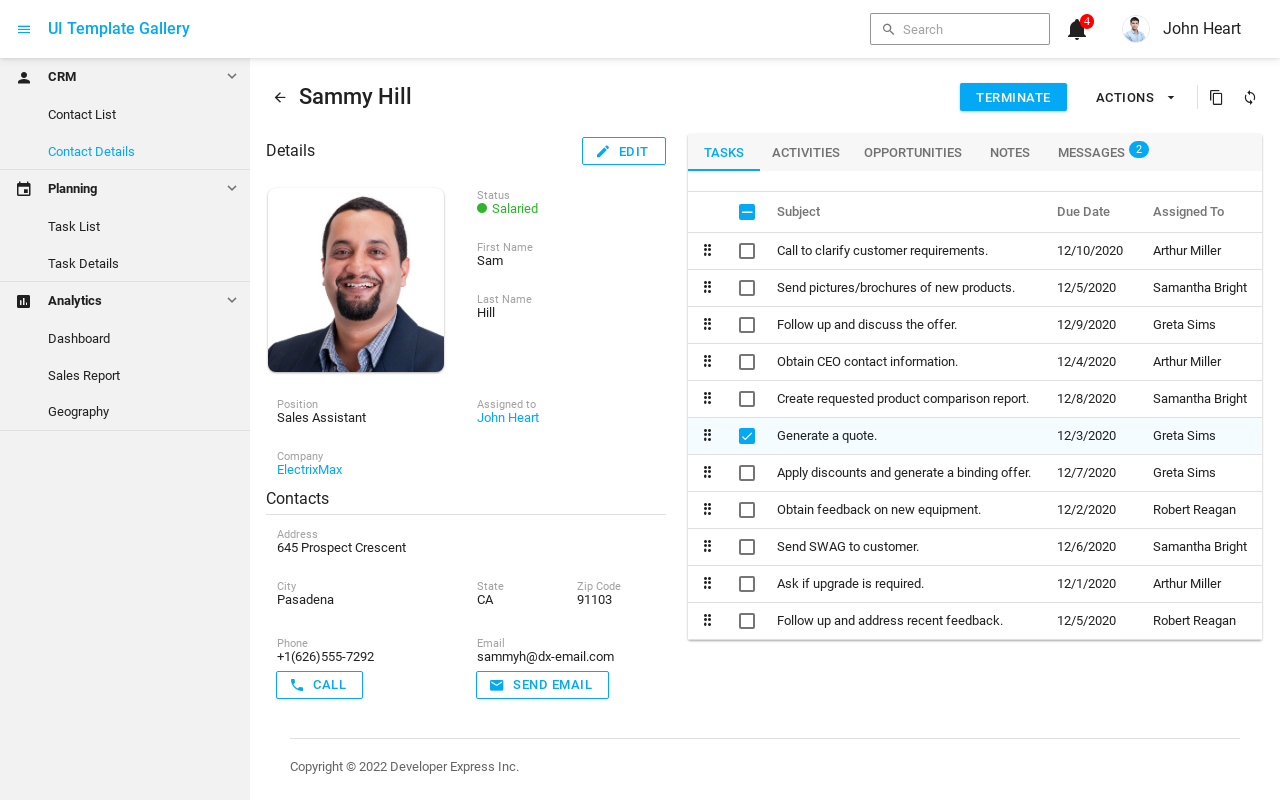 UI Template Gallery
Search
4
John Heart
CRM
Contact List
Contact Details
Planning
Task List
Task Details
Analytics
Dashboard
Sales Report
Geography
Sammy Hill
TERMINATE
ACTIONS
Details
EDIT
Status
Salaried
First Name
Sam
Last Name
Hill
Position
Sales Assistant
Assigned to
John Heart
Company
ElectrixMax
Contacts
Address
645 Prospect Crescent
City
Pasadena
State
CA
Zip Code
91103
Phone
+1(626)555-7292
Email
sammyh@dx-email.com
CALL
SEND EMAIL
TASKS ACTIVITIES OPPORTUNITIES NOTES MESSAGES 2
Subject Due Date Assigned To
Call to clarify customer requirements. 12/10/2020 Arthur Miller
Send pictures/brochures of new products. 12/5/2020 Samantha Bright
Follow up and discuss the offer. 12/9/2020 Greta Sims
Obtain CEO contact information. 12/4/2020 Arthur Miller
Create requested product comparison report. 12/8/2020 Samantha Bright
Generate a quote. 12/3/2020 Greta Sims
Apply discounts and generate a binding offer. 12/7/2020 Greta Sims
Obtain feedback on new equipment. 12/2/2020 Robert Reagan
Send SWAG to customer. 12/6/2020 Samantha Bright
Ask if upgrade is required. 12/1/2020 Arthur Miller
Follow up and address recent feedback. 12/5/2020 Robert Reagan
Copyright © 2022 Developer Express Inc.